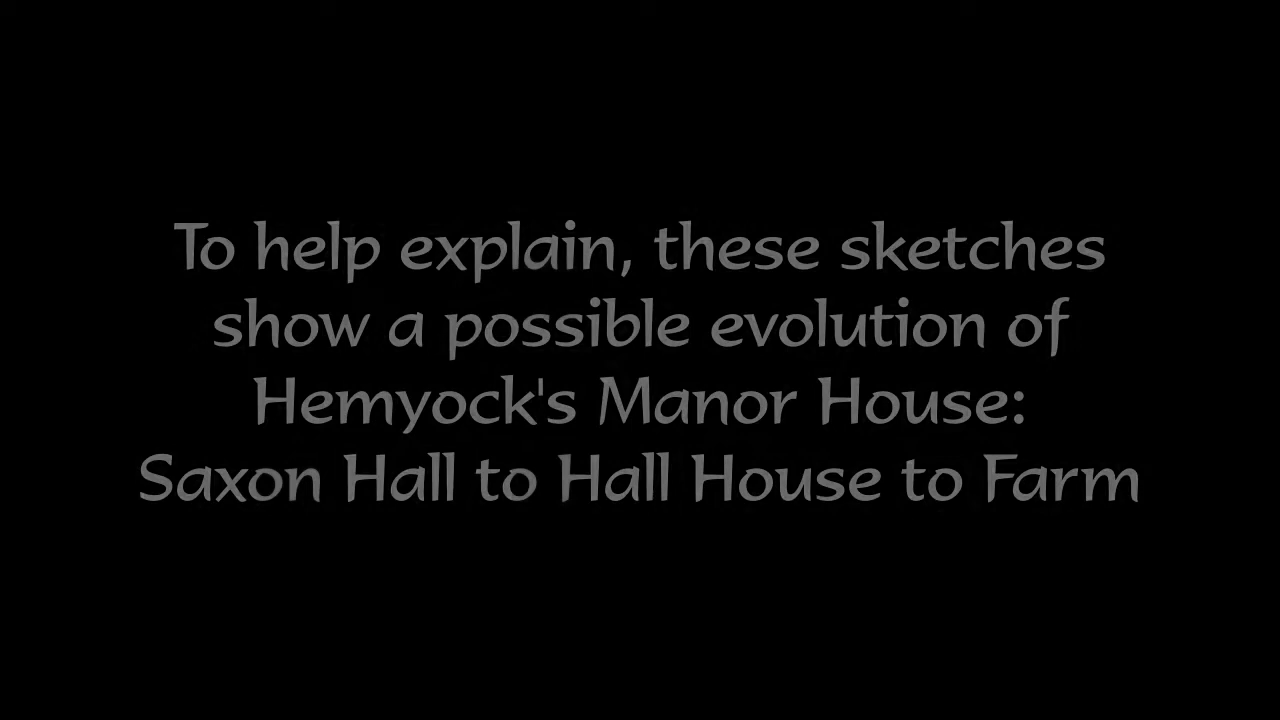 To help explain, these sketches
show a possible evolution of
Hemyock's Manor House:
Saxon Hall to Hall House to Farm